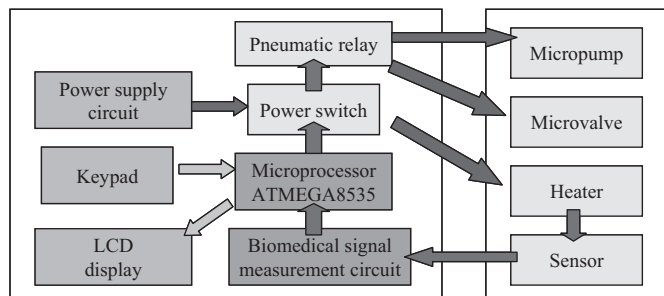 Pneumatic relay
Micropump
Power supply
circuit
Power switch
Microvalve
Keypad
Microprocessor
ATMEGA8535
Heater
LCD
display
Biomedical signal
measurement circuit
Sensor